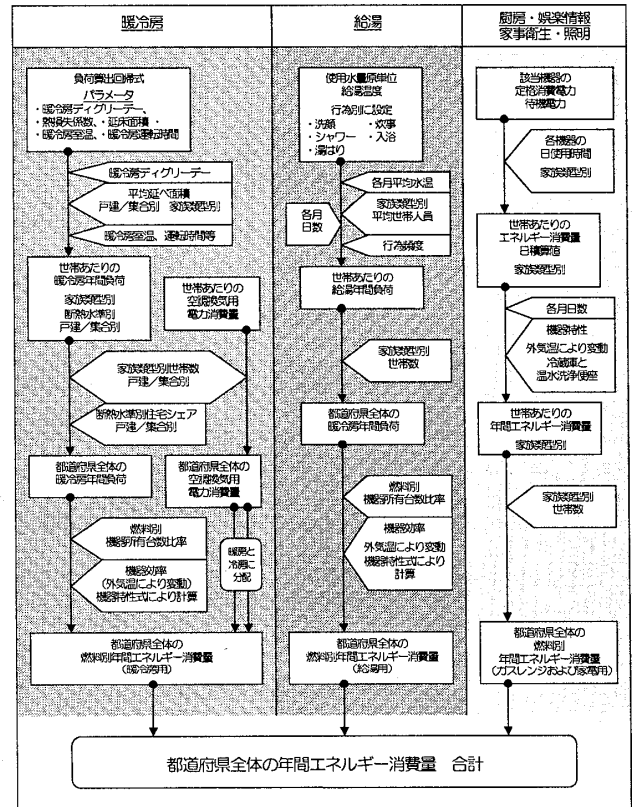 暖冷房
負荷算出回帰式
パラメータ
・暖冷房ディグリーデー、
・熱損失係数、・延床面積・
・暖冷房室温、・暖冷房運転時間
暖冷房ディグリーデー
平均延べ面積
戸建/集合別 家族類型別
暖冷房室温、運転時間等
世帯あたりの
暖冷房年間負荷
家族類型別
断熱水準別
戸建/集合別
世帯あたりの
空調換気用
電力消費量
家族類型別世帯数
戸建/集合別
断熱水準別住宅シェア
戸建/集合別
都道府県全体の
暖冷房年間負荷
都道府県全体の
空調換気用
電力消費量
燃料別
機器所有台数比率
機器効率
(外気温により変動)
機器特性式により計算
暖房と
冷房に
分配
都道府県全体の
燃料別年間エネルギー消費量
(暖冷房用)
給湯
使用水量原単位
給湯温度
行為別に設定
・洗顔 ・炊事
・シャワー ・入浴
・湯はり
各月平均水温
家族類型別
平均世帯人員
各月
日数
行為頻度
世帯あたりの
給湯年間負荷
家族類型別
世帯数
都道府県全体の
暖冷房年間負荷
燃料別
機器所有台数比率
機器効率
外気温により変動
機器特性式により
計算
都道府県全体の
燃料別年間エネルギー消費量
(給湯用)
厨房・娯楽情報
家事衛生・照明
該当機器の
定格消費電力
待機電力
各機器の
日使用時間
家族類型別
世帯あたりの
エネルギー消費量
日積算値
家族類型別
各月日数
機器特性
外気温により変動
冷蔵庫と
温水洗浄便座
世帯あたりの
年間エネルギー消費量
家族類型別
家族類型別
世帯数
都道府県全体の
燃料別
年間エネルギー消費量
(ガスレンジおよび家電用)
都道府県全体の年間エネルギー消費量 合計